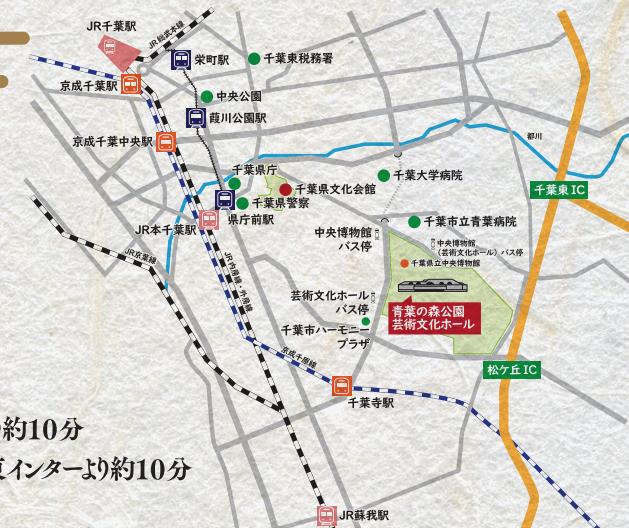 JR千葉駅
JR総武本線
栄町駅
千葉東税務署
京成千葉駅
中央公園
葭川公園駅
京成千葉中央駅
都川
千葉県庁
千葉大学病院
千葉県文化会館
千葉東IC
千葉県警察
県庁前駅
JR本千葉駅
千葉市立青葉病院
中央博物館
バス停
中央博物館
(芸術文化ホール)バス停
千葉県立中央博物館
JR京葉線
JR内房線・外房線
芸術文化ホール
バス停
青葉の森公園
芸術文化ホール
千葉市ハーモニー
プラザ
京成千原線
松ケ丘IC
千葉寺駅
約10分
インターより約10分
JR蘇我駅